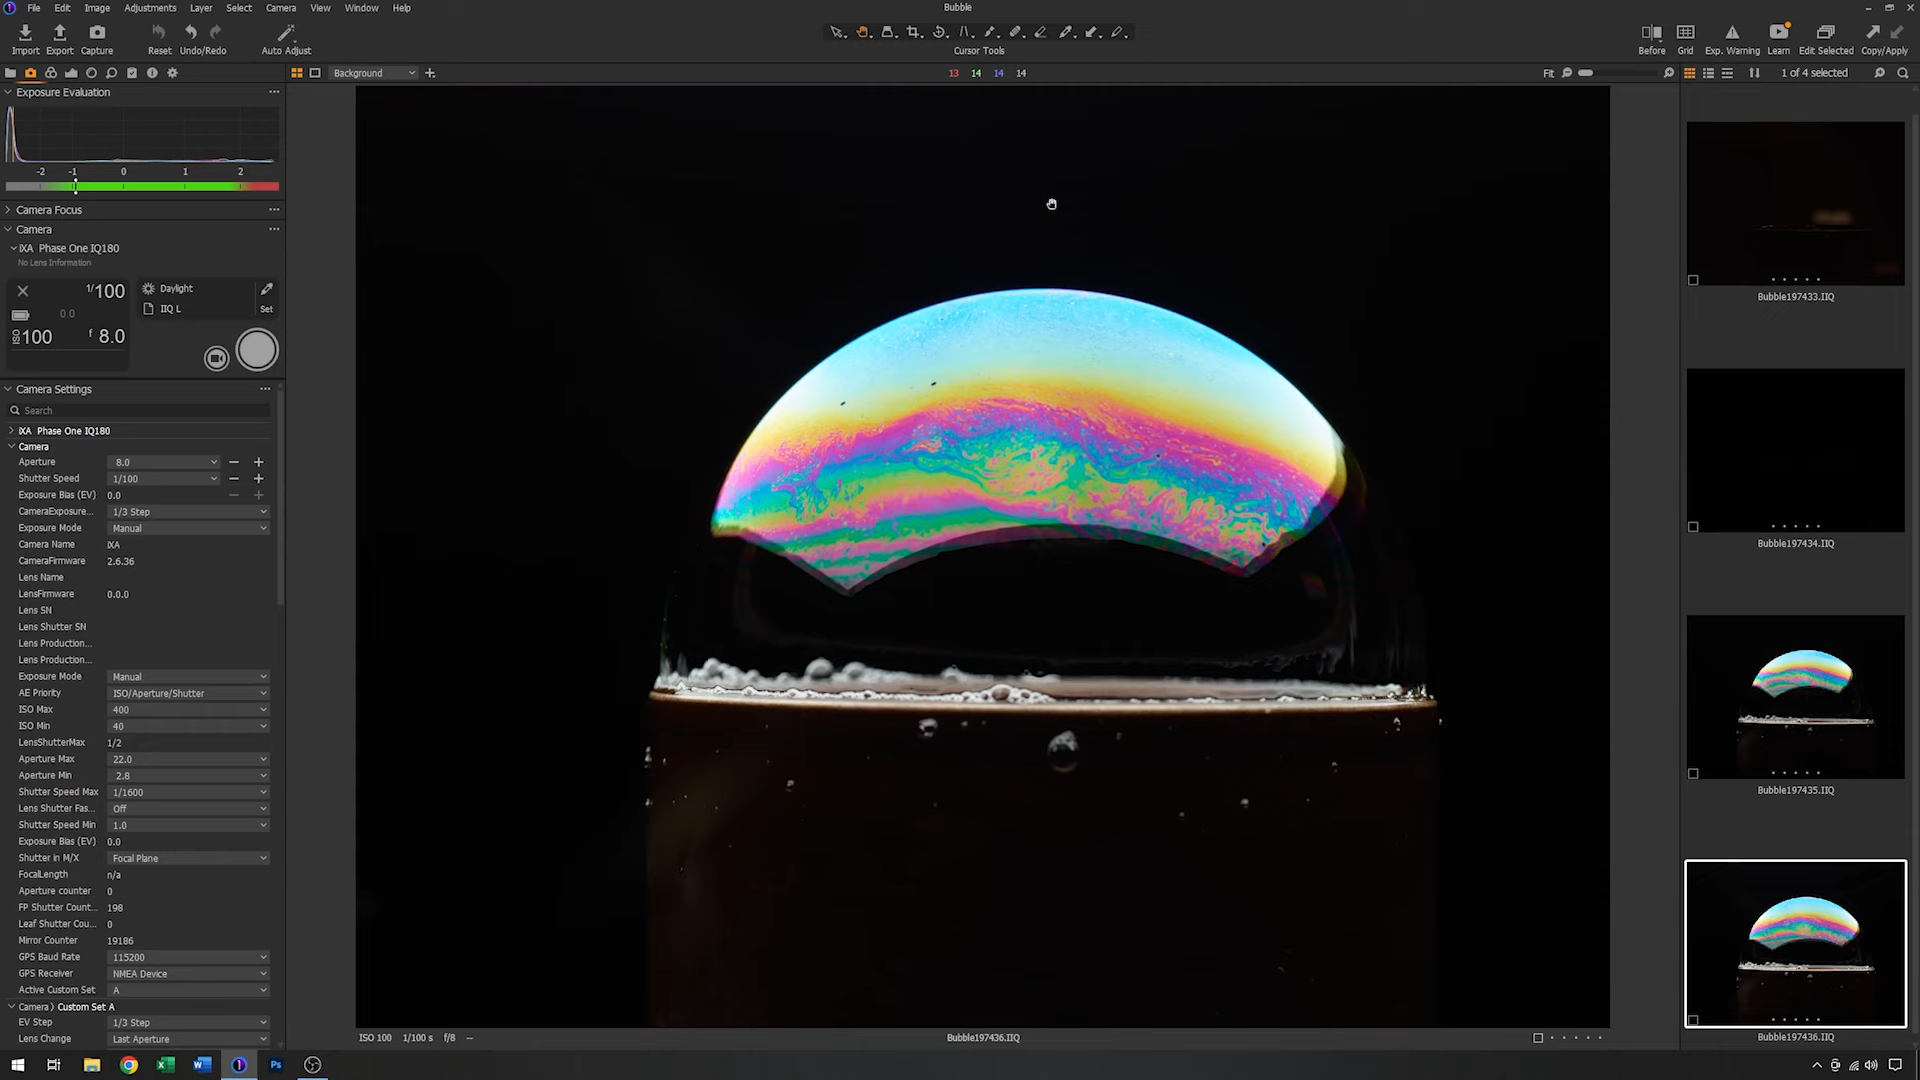 File Edit Image Adjustments Layer Select Camera View Window Help
Bubble
Import Export Capture
Reset Undo/Redo Auto Adjust
Cursor Tools
Before Grid Exp. Warning Learn Edit Selected Copy/Apply
Background
13 14 14 14
Fit
1 of 4 selected
Exposure Evaluation
-2 -1 0 1 2
Camera Focus
Camera
iXA Phase One IQ180
No Lens Information
1/100
Daylight
0.0
IIQ L
Set
ISO 100 f 8.0
Camera Settings
Search
iXA Phase One IQ180
Camera
Aperture 8.0
Shutter Speed 1/100
Exposure Bias (EV) 0.0
CameraExposure... 1/3 Step
Exposure Mode Manual
Camera Name iXA
CameraFirmware 2.6.36
Lens Name
LensFirmware 0.0.0
Lens SN
Lens Shutter SN
Lens Production...
Lens Production...
Exposure Mode Manual
AE Priority ISO/Aperture/Shutter
ISO Max 400
ISO Min 40
LensShutterMax 1/2
Aperture Max 22.0
Aperture Min 2.8
Shutter Speed Max 1/1600
Lens Shutter Fas... Off
Shutter Speed Min 1.0
Exposure Bias (EV) 0.0
Shutter in M/X Focal Plane
FocalLength n/a
Aperture counter 0
FP Shutter Count... 198
Leaf Shutter Cou... 0
Mirror Counter 19186
GPS Baud Rate 115200
GPS Receiver NMEA Device
Active Custom Set A
Camera > Custom Set A
EV Step 1/3 Step
Lens Change Last Aperture
ISO 100 1/100 s f/8 --
Bubble197436.IIQ
Bubble197433.IIQ
Bubble197434.IIQ
Bubble197435.IIQ
Bubble197436.IIQ
Ps